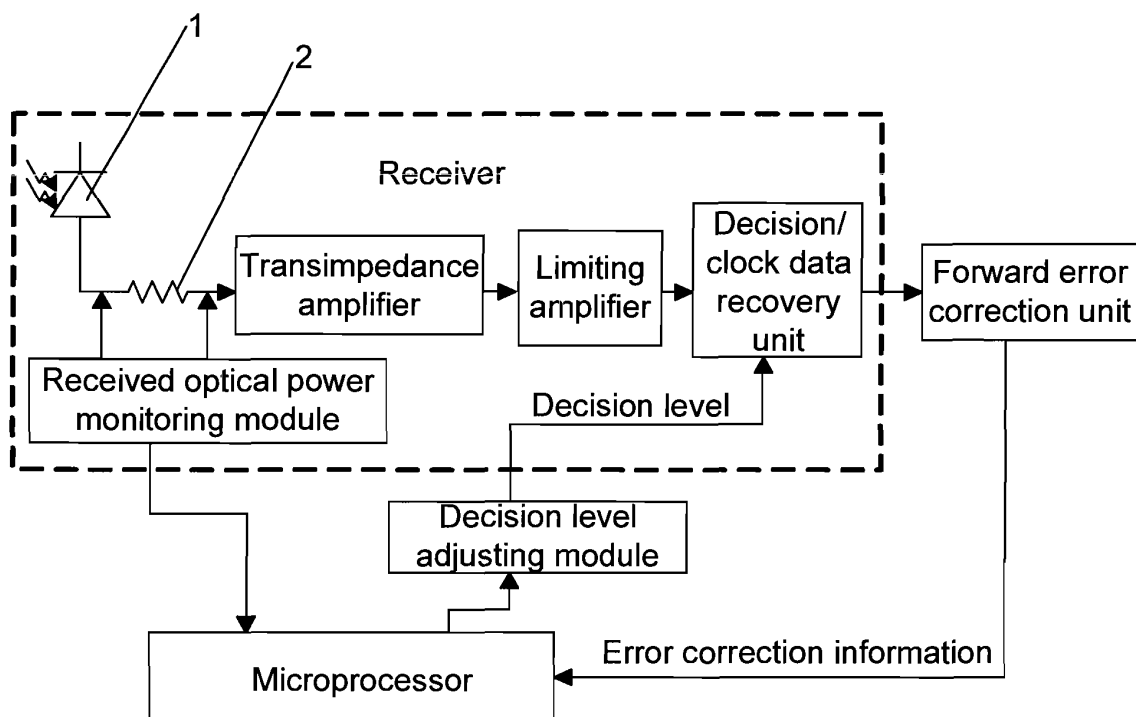 1
2
Receiver
Transimpedance
amplifier
Limiting
amplifier
Decision/
clock data
recovery
unit
Forward error
correction unit
Received optical power
monitoring module
Decision level
Decision level
adjusting module
Error correction information
Microprocessor